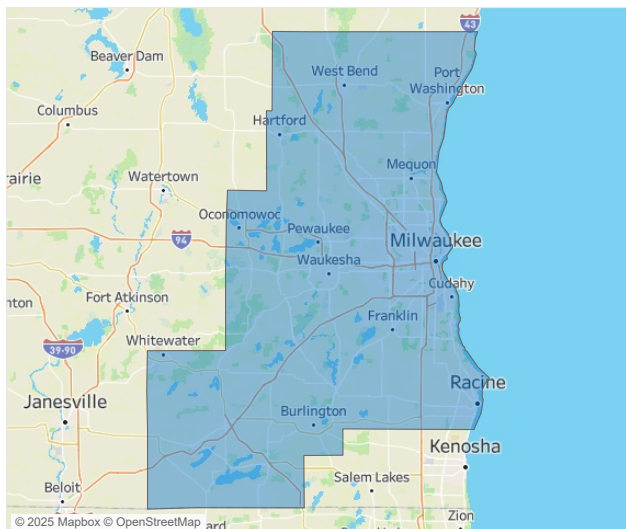 43
Beaver Dam
West Bend
Port
Washington
Columbus
Hartford
Mequon
rairie
Watertown
Oconomowoc
94
Pewaukee
Milwaukee
Waukesha
Cudahy
nton
Fort Atkinson
Franklin
Whitewater
39-90
Racine
Janesville
Burlington
Kenosha
Salem Lakes
Beloit
Zion
© 2025 Mapbox © OpenStreetMap
ard